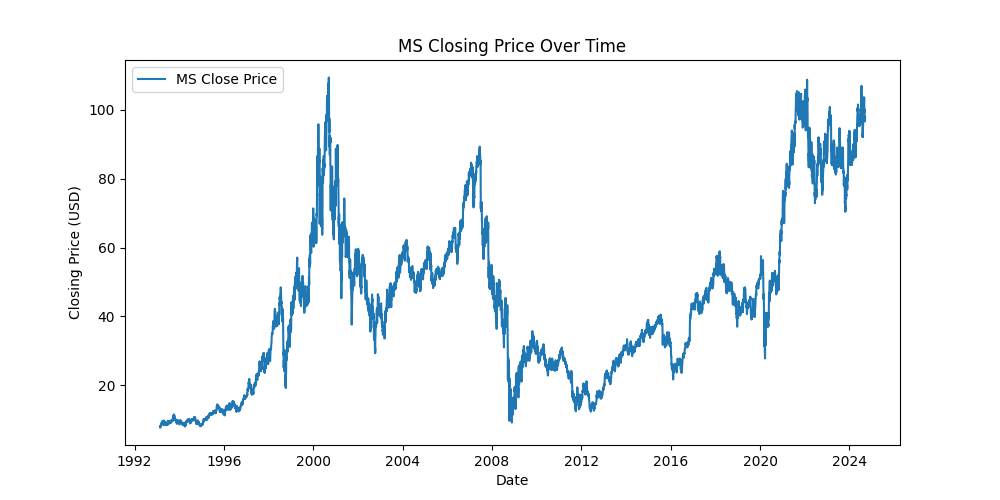 MS Closing Price Over Time
MS Close Price
100
80
60
40
20
Closing Price (USD)
1992 1996 2000 2004 2008 2012 2016 2020 2024
Date